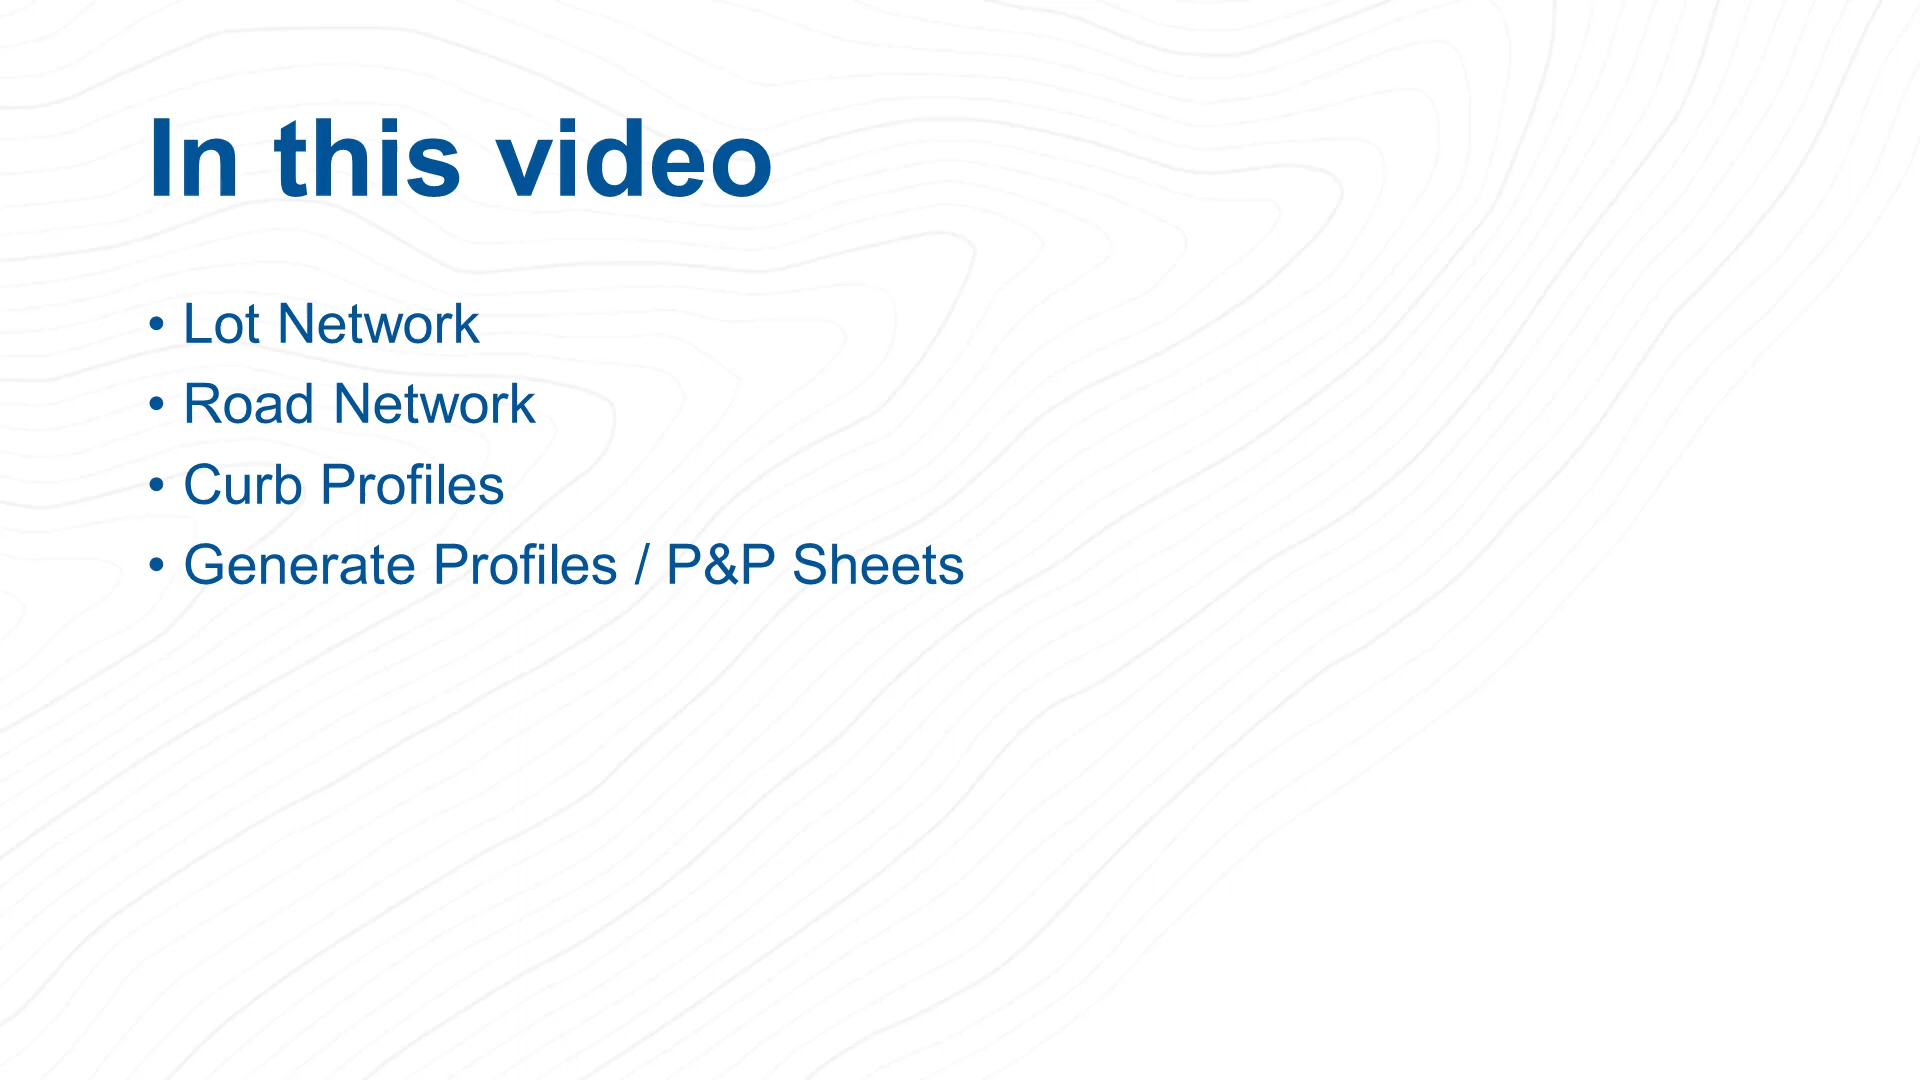 In this video
• Lot Network
• Road Network
• Curb Profiles
• Generate Profiles / P&P Sheets